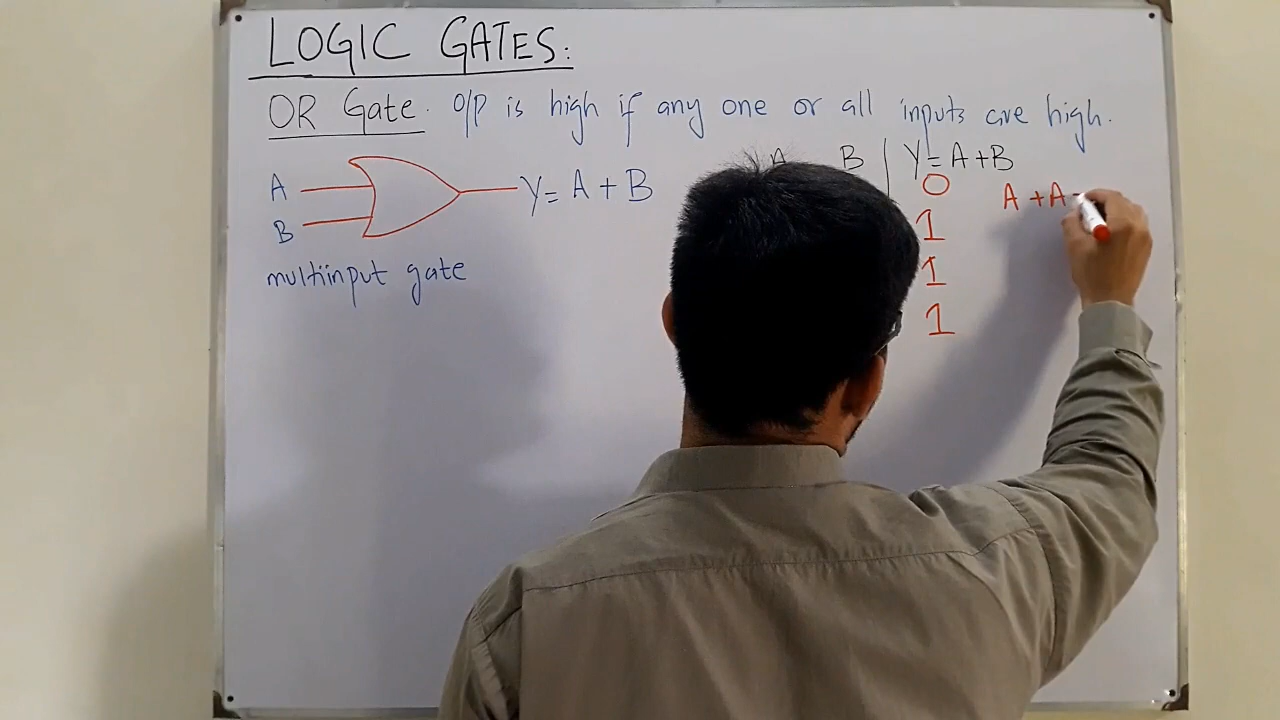 LOGIC GATES:
OR Gate. O/P is high if any one or all inputs are high.
A B Y = A + B
A
B
Y = A + B
0
1
1
1
A + A =
multiinput gate